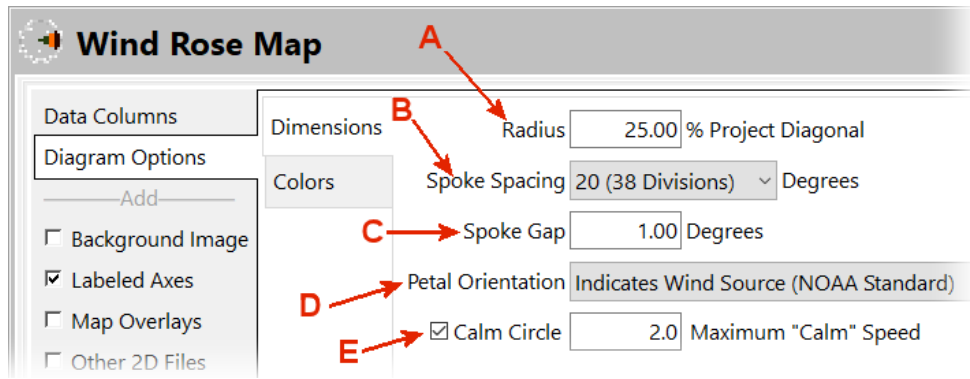 Wind Rose Map
A
Data Columns
Dimensions
B
Radius 25.00 % Project Diagonal
Diagram Options
Colors
Spoke Spacing 20 (38 Divisions) Degrees
Add
Background Image
C
Spoke Gap 1.00 Degrees
Labeled Axes
Petal Orientation Indicates Wind Source (NOAA Standard)
D
Map Overlays
E
Calm Circle 2.0 Maximum "Calm" Speed
Other 2D Files